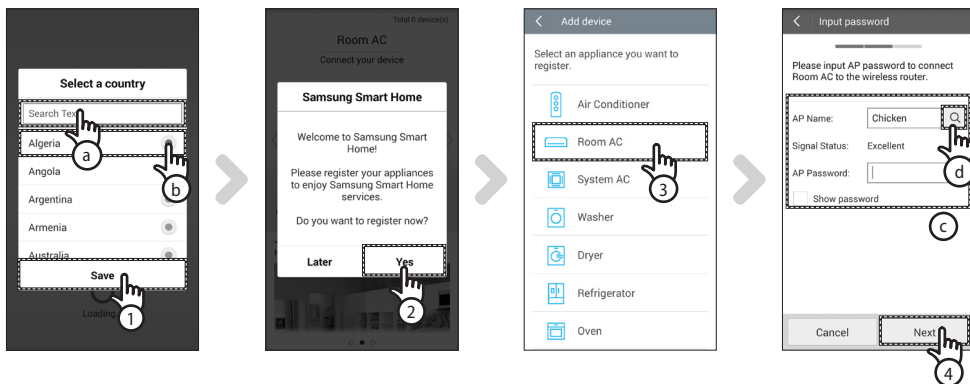 Select a country
Search Tex
Algeria
Angola
Argentina
Armenia
Australia
Save
Loading
a
b
1
Total 0 device(s)
Room AC
Connect your device
Samsung Smart Home
Welcome to Samsung Smart
Home!
Please register your appliances
to enjoy Samsung Smart Home
services.
Do you want to register now?
Later Yes
2
Add device
Select an appliance you want to
register.
Air Conditioner
Room AC
System AC
Washer
Dryer
Refrigerator
Oven
3
Input password
Please input AP password to connect
Room AC to the wireless router.
AP Name: Chicken
Signal Status: Excellent
AP Password:
Show password
d
c
Cancel Next
4